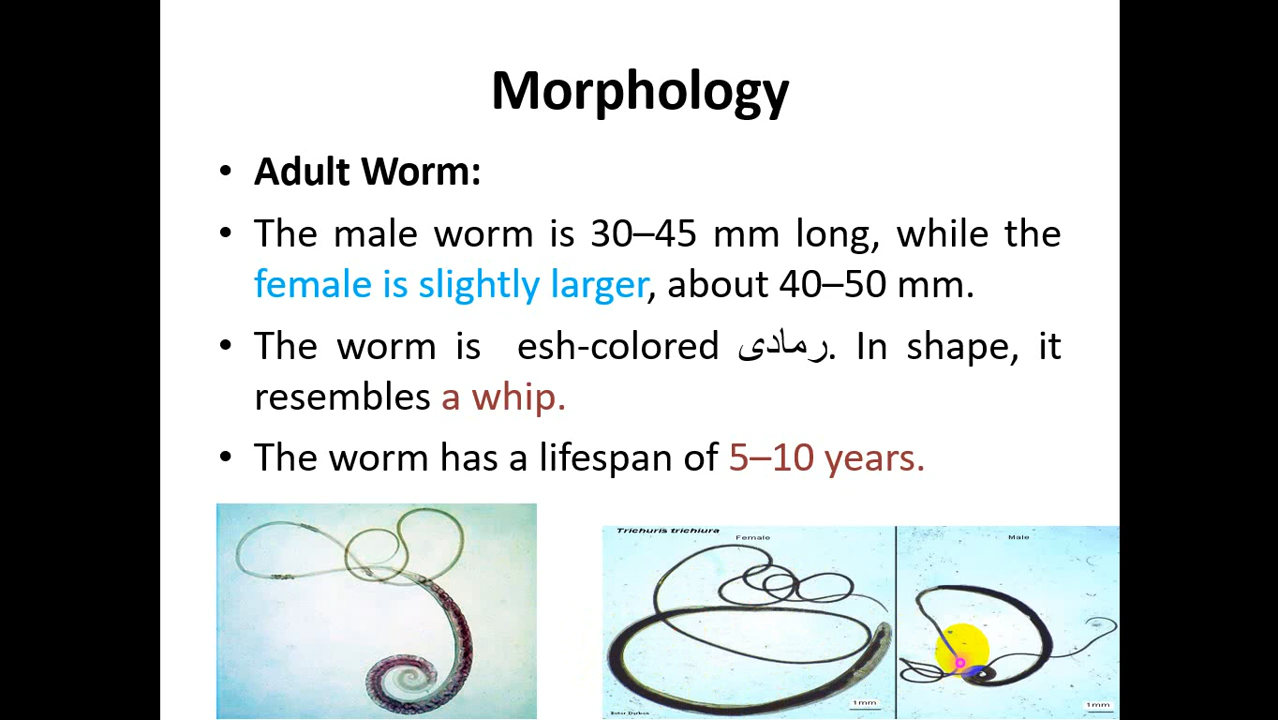 Morphology
• Adult Worm:
• The male worm is 30–45 mm long, while the
female is slightly larger, about 40–50 mm.
• The worm is esh-colored رمادى. In shape, it
resembles a whip.
• The worm has a lifespan of 5–10 years.
Trichuris trichiura
Female
Male
1mm
1mm